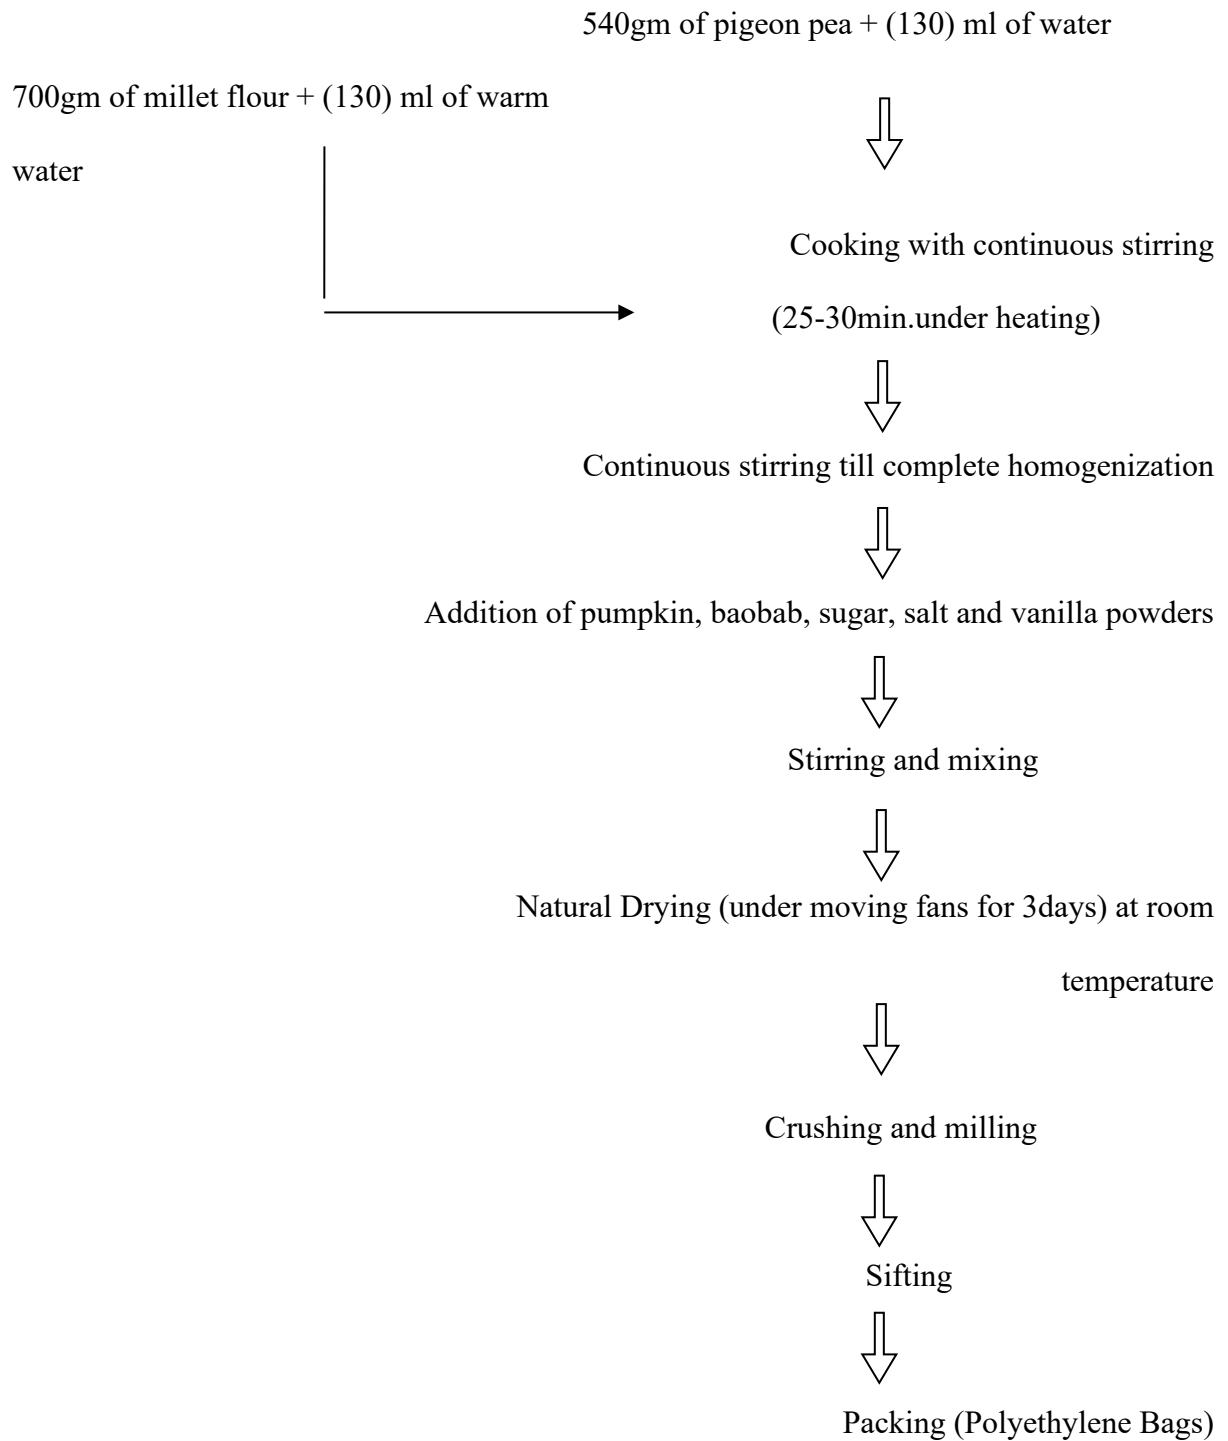 540gm of pigeon pea + (130) ml of water
700gm of millet flour + (130) ml of warm
water
Cooking with continuous stirring
(25-30min.under heating)
Continuous stirring till complete homogenization
Addition of pumpkin, baobab, sugar, salt and vanilla powders
Stirring and mixing
Natural Drying (under moving fans for 3days) at room
temperature
Crushing and milling
Sifting
Packing (Polyethylene Bags)